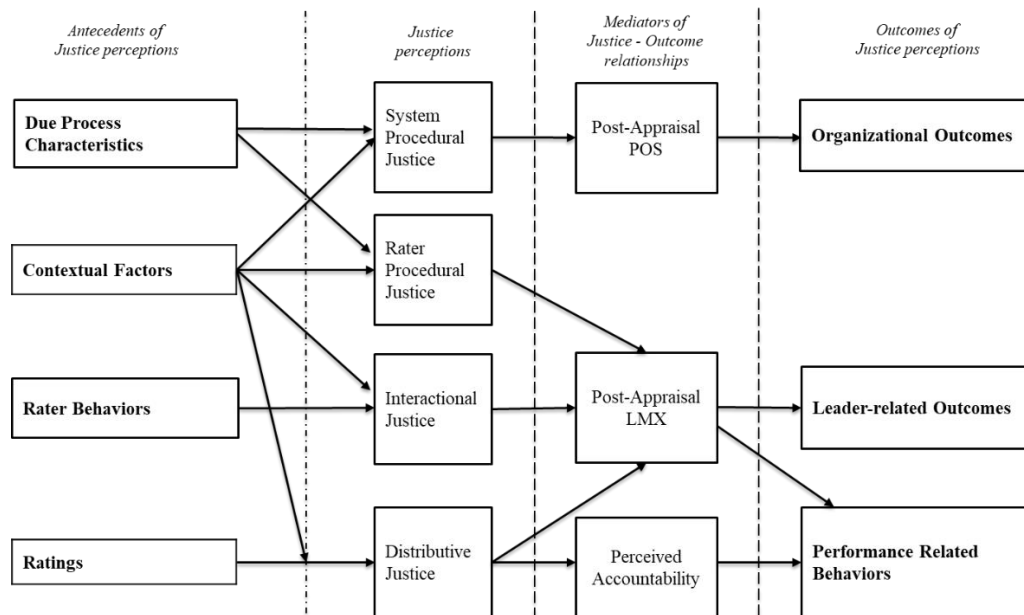 Antecedents of
Justice perceptions
Justice
perceptions
Mediators of
Justice - Outcome
relationships
Outcomes of
Justice perceptions
Due Process
Characteristics
System
Procedural
Justice
Post-Appraisal
POS
Organizational Outcomes
Contextual Factors
Rater
Procedural
Justice
Rater Behaviors
Interactional
Justice
Post-Appraisal
LMX
Leader-related Outcomes
Ratings
Distributive
Justice
Perceived
Accountability
Performance Related
Behaviors